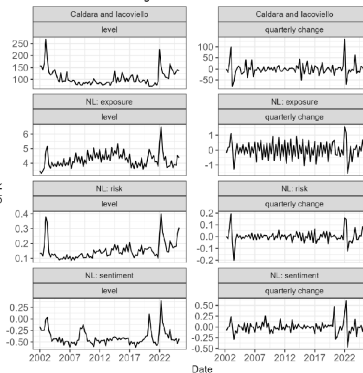 Caldara and Iacoviello
level
250
200
150
100
Caldara and Iacoviello
quarterly change
100
50
0
-50
NL: exposure
level
6
5
4
NL: exposure
quarterly change
1
0
-1
NL: risk
level
0.4
0.3
0.2
0.1
NL: risk
quarterly change
0.2
0.1
0.0
-0.1
-0.2
NL: sentiment
level
0.25
0.00
-0.25
-0.50
NL: sentiment
quarterly change
0.50
0.25
0.00
-0.25
-0.50
2002 2007 2012 2017 2022
2002 2007 2012 2017 2022
Date